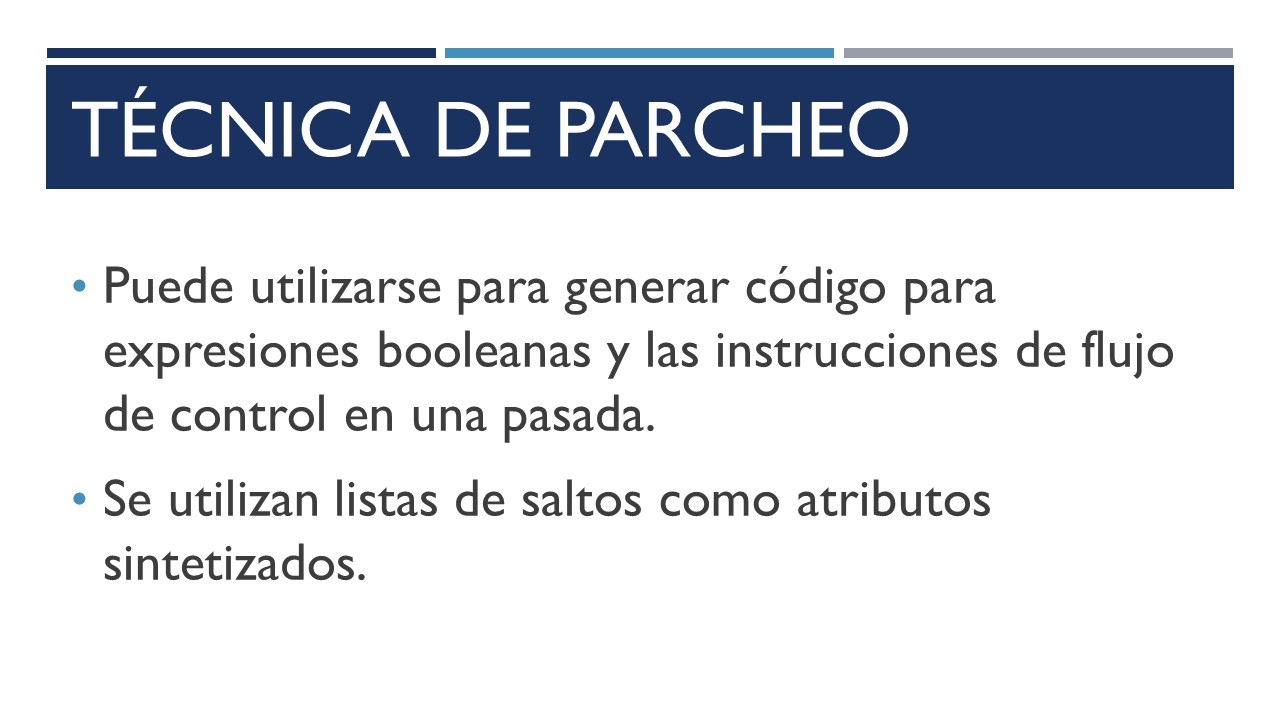 TÉCNICA DE PARCHEO
• Puede utilizarse para generar código para
expresiones booleanas y las instrucciones de flujo
de control en una pasada.
• Se utilizan listas de saltos como atributos
sintetizados.